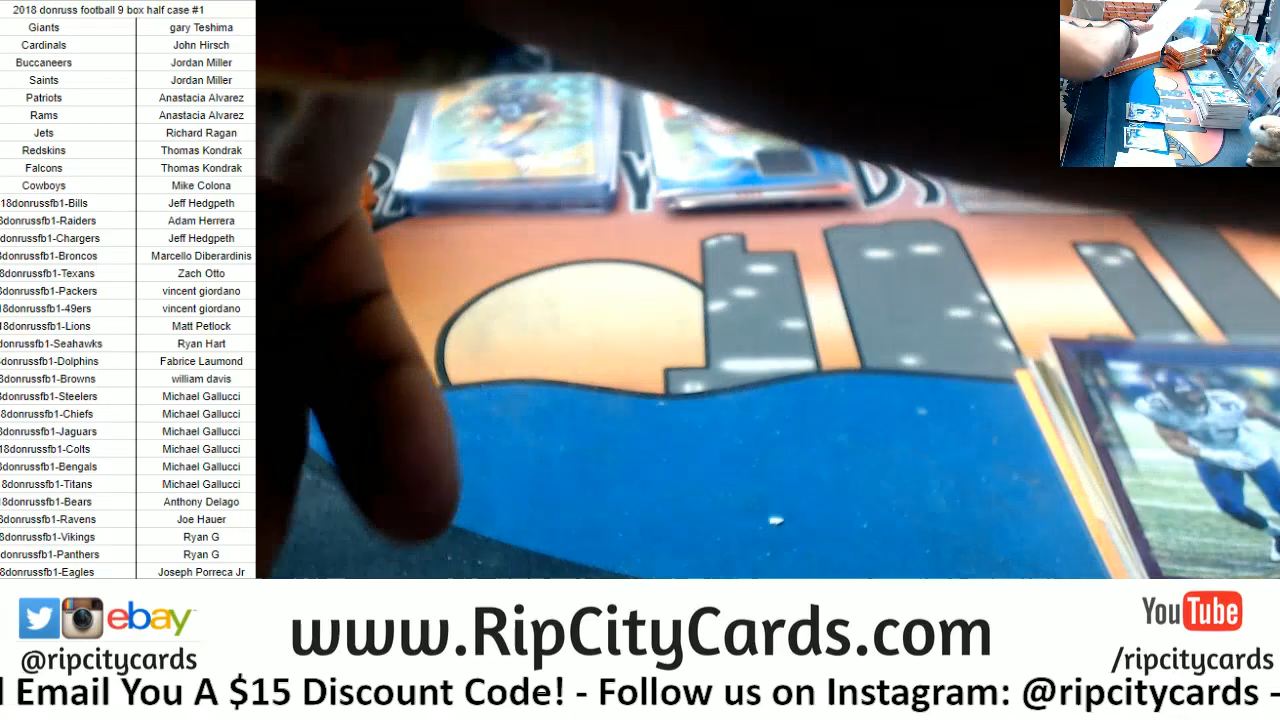 2018 donruss football 9 box half case #1
Giants gary Teshima
Cardinals John Hirsch
Buccaneers Jordan Miller
Saints Jordan Miller
Patriots Anastacia Alvarez
Rams Anastacia Alvarez
Jets Richard Ragan
Redskins Thomas Kondrak
Falcons Thomas Kondrak
Cowboys Mike Colona
18donrussfb1-Bills Jeff Hedgpeth
8donrussfb1-Raiders Adam Herrera
donrussfb1-Chargers Jeff Hedgpeth
donrussfb1-Broncos Marcello Diberardinis
8donrussfb1-Texans Zach Otto
donrussfb1-Packers vincent giordano
18donrussfb1-49ers vincent giordano
18donrussfb1-Lions Matt Petlock
donrussfb1-Seahawks Ryan Hart
donrussfb1-Dolphins Fabrice Laumond
8donrussfb1-Browns william davis
donrussfb1-Steelers Michael Gallucci
8donrussfb1-Chiefs Michael Gallucci
donrussfb1-Jaguars Michael Gallucci
18donrussfb1-Colts Michael Gallucci
donrussfb1-Bengals Michael Gallucci
18donrussfb1-Titans Michael Gallucci
18donrussfb1-Bears Anthony Delago
donrussfb1-Ravens Joe Hauer
donrussfb1-Vikings Ryan G
donrussfb1-Panthers Ryan G
8donrussfb1-Eagles Joseph Porreca Jr
Y D
ebay
@ripcitycards
www.RipCityCards.com
YouTube
/ripcitycards
l Email You A $15 Discount Code! - Follow us on Instagram: @ripcitycards -